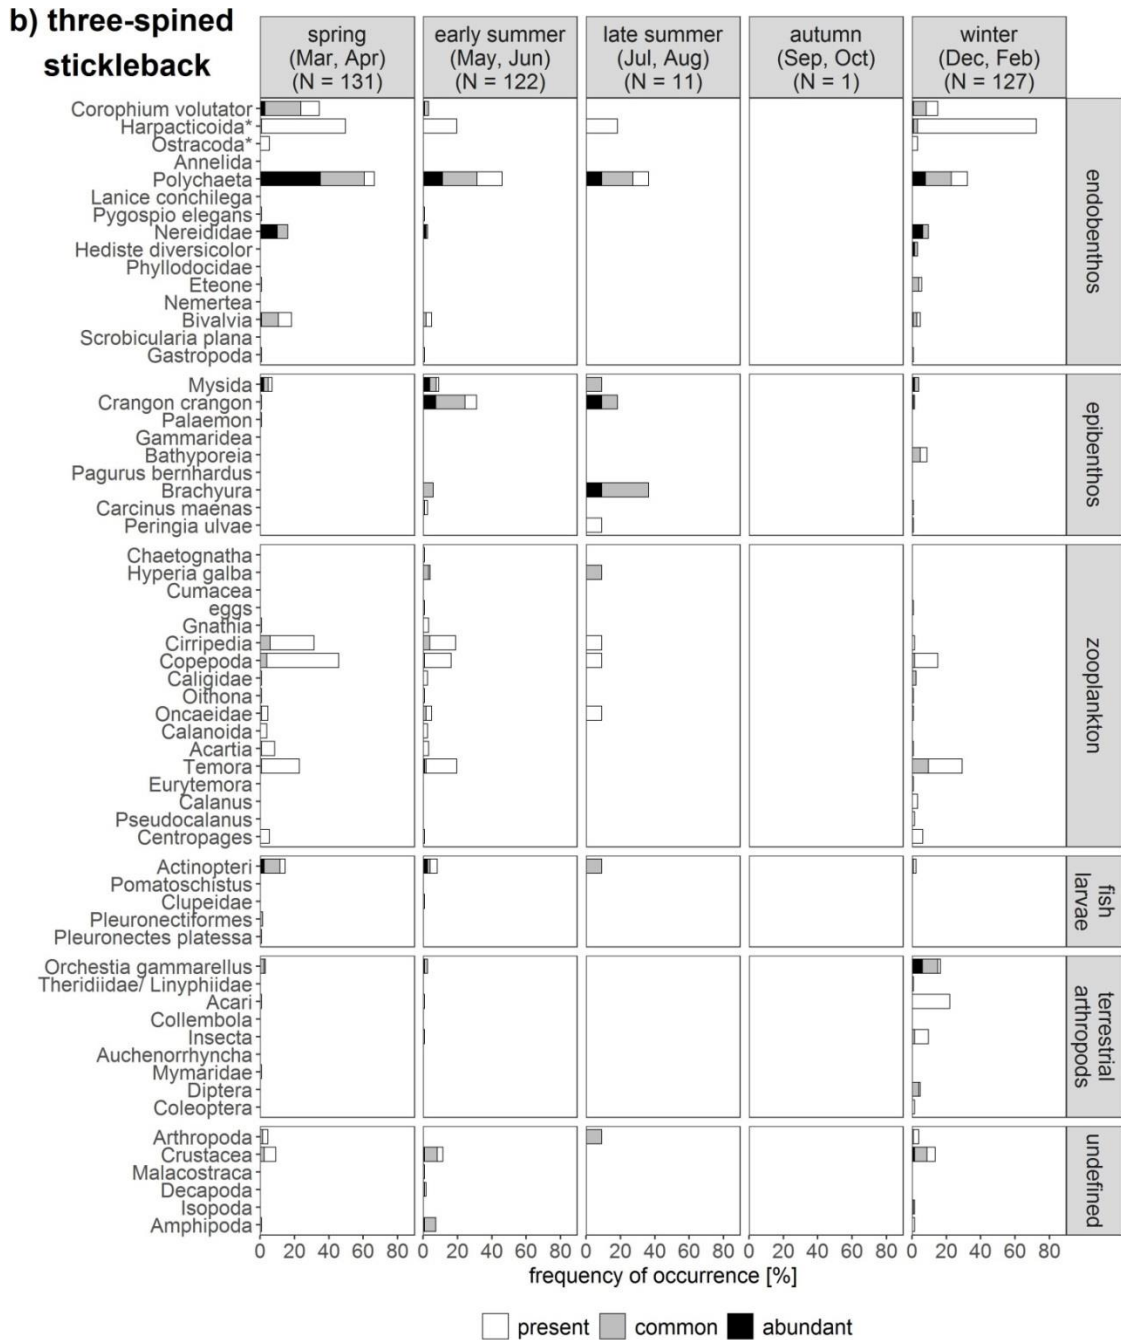 b) three-spined
stickleback
spring
(Mar, Apr)
(N = 131)
early summer
(May, Jun)
(N = 122)
late summer
(Jul, Aug)
(N = 11)
autumn
(Sep, Oct)
(N = 1)
winter
(Dec, Feb)
(N = 127)
Corophium volutator
Harpacticoida*
Ostracoda*
Annelida
Polychaeta
Lanice conchilega
Pygospio elegans
Nereididae
Hediste diversicolor
Phyllodocidae
Eteone
Nemertea
Bivalvia
Scrobicularia plana
Gastropoda
endobenthos
Mysida
Crangon crangon
Palaemon
Gammaridea
Bathyporeia
Pagurus bernhardus
Brachyura
Carcinus maenas
Peringia ulvae
epibenthos
Chaetognatha
Hyperia galba
Cumacea
eggs
Gnathia
Cirripedia
Copepoda
Caligidae
Oithona
Oncaeidae
Calanoida
Acartia
Temora
Eurytemora
Calanus
Pseudocalanus
Centropages
zooplankton
Actinopteri
Pomatoschistus
Clupeidae
Pleuronectiformes
Pleuronectes platessa
fish
larvae
Orchestia gammarellus
Theridiidae/ Linyphiidae
Acari
Collembola
Insecta
Auchenorrhyncha
Mymaridae
Diptera
Coleoptera
terrestrial
arthropods
Arthropoda
Crustacea
Malacostraca
Decapoda
Isopoda
Amphipoda
undefined
0 20 40 60 80 0 20 40 60 80 0 20 40 60 80 0 20 40 60 80 0 20 40 60 80
frequency of occurrence [%]
present common abundant